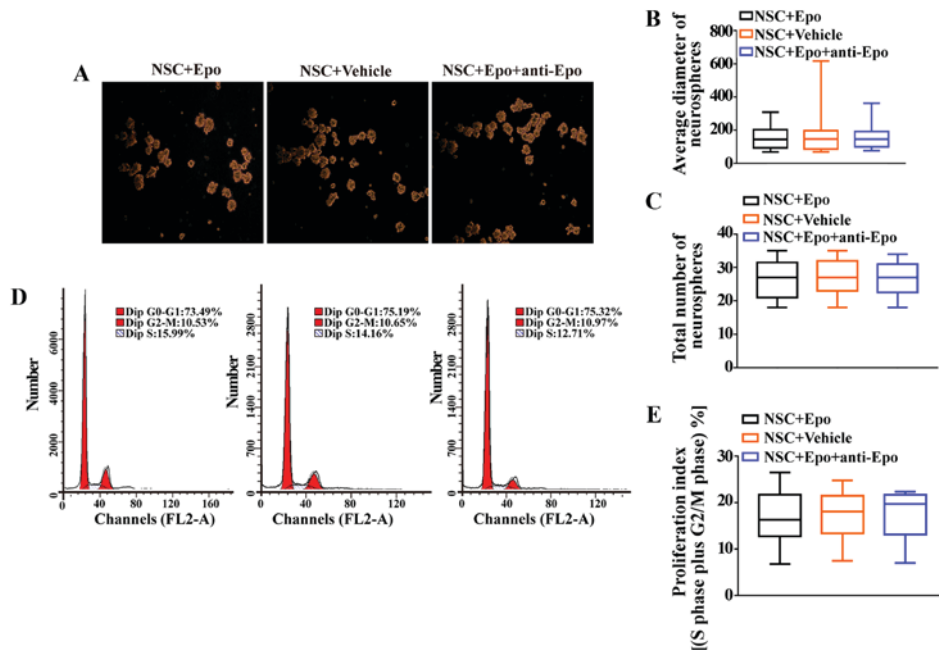 A
NSC+Epo
NSC+Vehicle
NSC+Epo+anti-Epo
B
NSC+Epo
NSC+Vehicle
NSC+Epo+anti-Epo
Average diameter of
neurospheres
800
600
400
200
0
C
NSC+Epo
NSC+Vehicle
NSC+Epo+anti-Epo
Total number of
neurospheres
40
30
20
10
0
D
Dip G0-G1:73.49%
Dip G2-M:10.53%
Dip S:15.99%
Number
6000
4000
2000
0
0 40 80 120 160
Channels (FL2-A)
Dip G0-G1:75.19%
Dip G2-M:10.65%
Dip S:14.16%
Number
2800
2100
1400
700
0
0 40 80 120
Channels (FL2-A)
Dip G0-G1:75.32%
Dip G2-M:10.97%
Dip S:12.71%
Number
2800
2100
1400
700
0
0 40 80 120
Channels (FL2-A)
E
NSC+Epo
NSC+Vehicle
NSC+Epo+anti-Epo
Proliferation index
[(S phase plus G2/M phase) %]
30
20
10
0